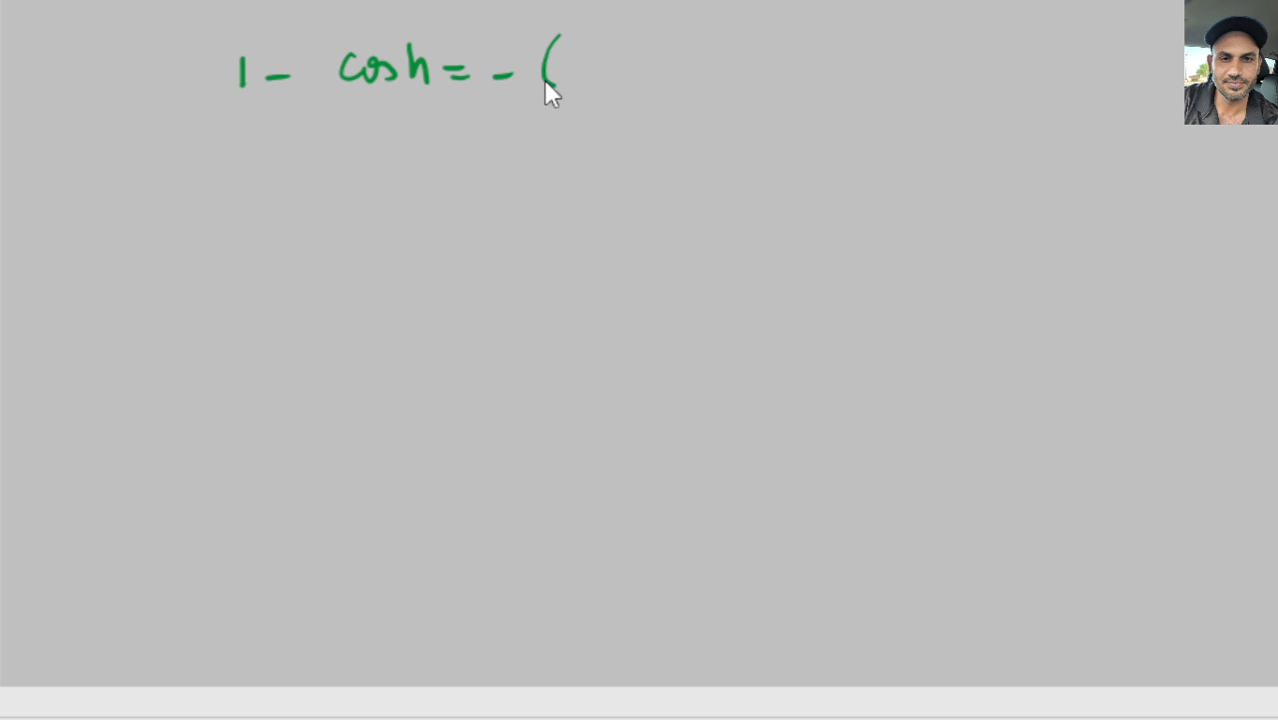 1 - cosh = - (